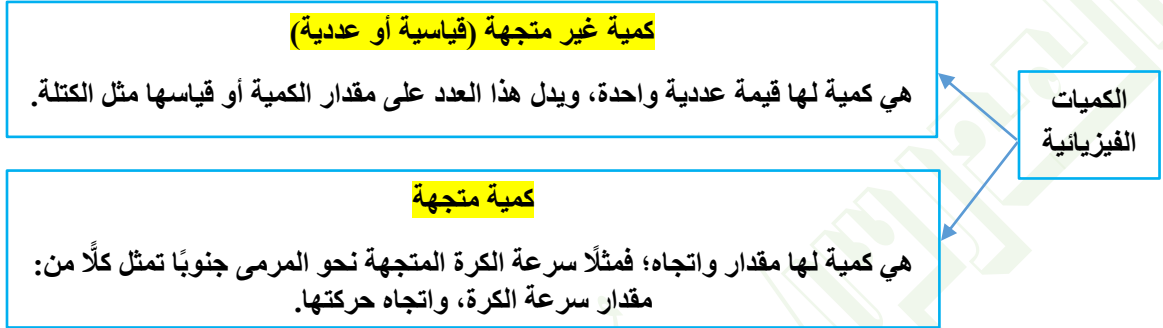 الكميات
الفيزيائية
كمية غير متجهة (قياسية أو عددية)
هي كمية لها قيمة عددية واحدة، ويدل هذا العدد على مقدار الكمية أو قياسها مثل الكتلة.
كمية متجهة
هي كمية لها مقدار واتجاه؛ فمثلًا سرعة الكرة المتجهة نحو المرمى جنوبًا تمثل كلًّا من:
مقدار سرعة الكرة، واتجاه حركتها.